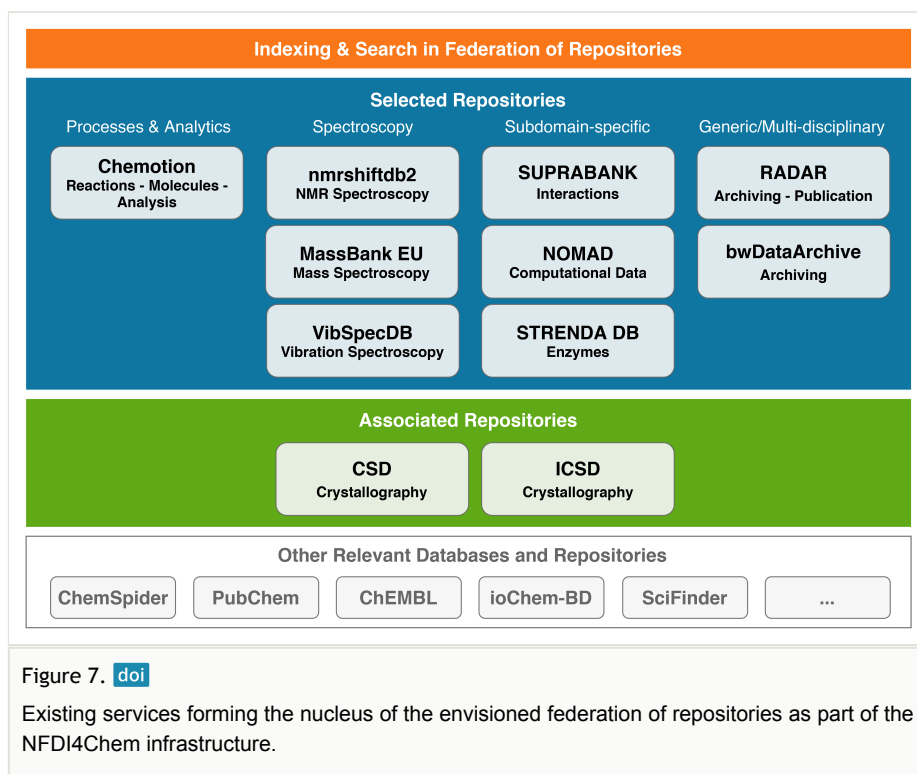 Indexing & Search in Federation of Repositories
Selected Repositories
Processes & Analytics
Spectroscopy
Subdomain-specific
Generic/Multi-disciplinary
Chemotion
Reactions - Molecules -
Analysis
nmrshiftdb2
NMR Spectroscopy
SUPRABANK
Interactions
RADAR
Archiving - Publication
MassBank EU
Mass Spectroscopy
NOMAD
Computational Data
bwDataArchive
Archiving
VibSpecDB
Vibration Spectroscopy
STRENDA DB
Enzymes
Associated Repositories
CSD
Crystallography
ICSD
Crystallography
Other Relevant Databases and Repositories
ChemSpider
PubChem
ChEMBL
ioChem-BD
SciFinder
...
Figure 7. doi
Existing services forming the nucleus of the envisioned federation of repositories as part of the
NFDI4Chem infrastructure.